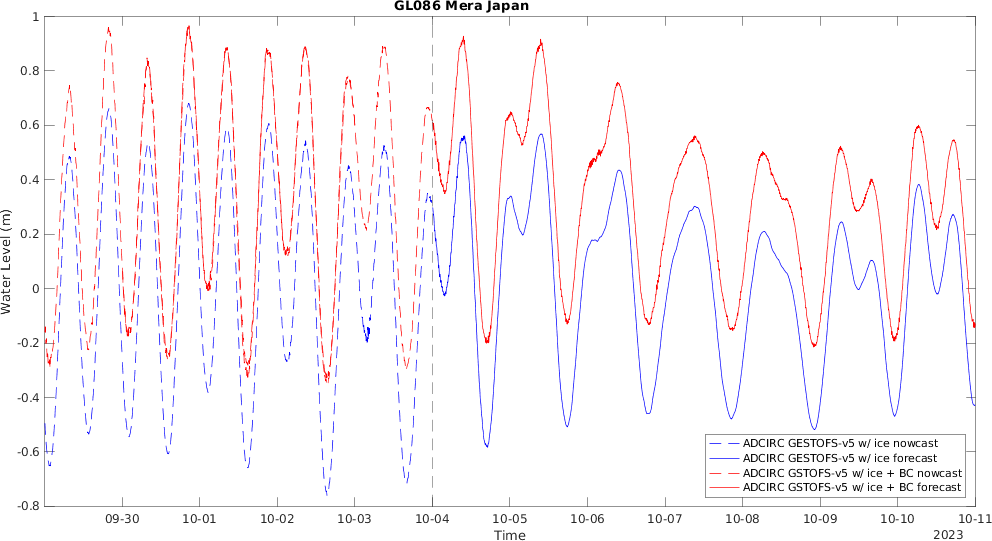 GL086 Mera Japan
Water Level (m)
1
0.8
0.6
0.4
0.2
0
-0.2
-0.4
-0.6
-0.8
ADCIRC GESTOFS-v5 w/ ice nowcast
ADCIRC GESTOFS-v5 w/ ice forecast
ADCIRC GSTOFS-v5 w/ ice + BC nowcast
ADCIRC GSTOFS-v5 w/ ice + BC forecast
09-30 10-01 10-02 10-03 10-04 10-05 10-06 10-07 10-08 10-09 10-10 10-11
Time
2023